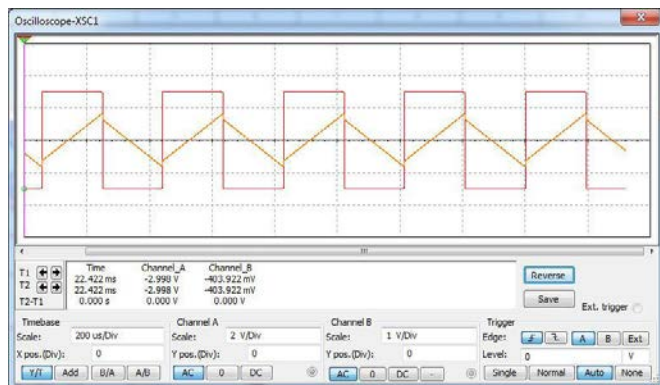 Oscilloscope-XSC1
Time Channel_A Channel_B
T1 22.422 ms -2.998 V -403.922 mV
T2 22.422 ms -2.998 V -403.922 mV
T2-T1 0.000 s 0.000 V 0.000 V
Reverse
Save
Ext. trigger
Timebase Channel A Channel B Trigger
Scale: 200 us/Div Scale: 2 V/Div Scale: 1 V/Div Edge: A B Ext
X pos.(Div): 0 Y pos.(Div): 0 Y pos.(Div): 0 Level: 0 V
Y/T Add B/A A/B AC 0 DC AC 0 DC - Single Normal Auto None